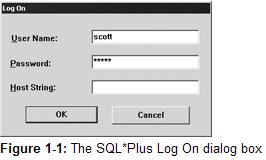 Log On
User Name: scott
Password: *****
Host String:
OK Cancel
Figure 1-1: The SQL*Plus Log On dialog box